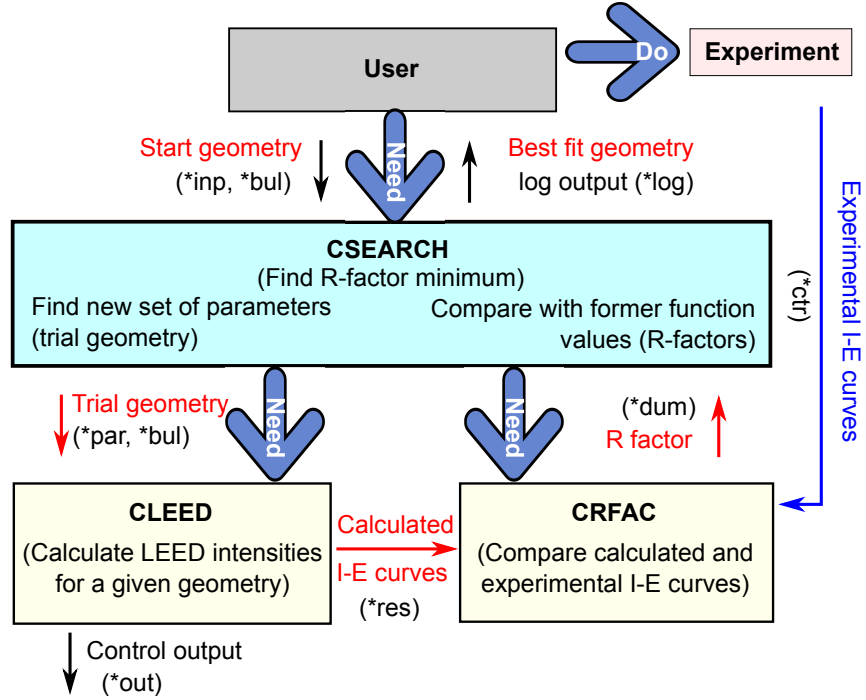 User
Do
Experiment
Start geometry
(*inp, *bul)
Need
Best fit geometry
log output (*log)
Experimental I-E curves
(*ctr)
CSEARCH
(Find R-factor minimum)
Find new set of parameters
(trial geometry)
Compare with former function
values (R-factors)
Trial geometry
(*par, *bul)
Need
Need
(*dum)
R factor
CLEED
(Calculate LEED intensities
for a given geometry)
Calculated
I-E curves
(*res)
CRFAC
(Compare calculated and
experimental I-E curves)
Control output
(*out)